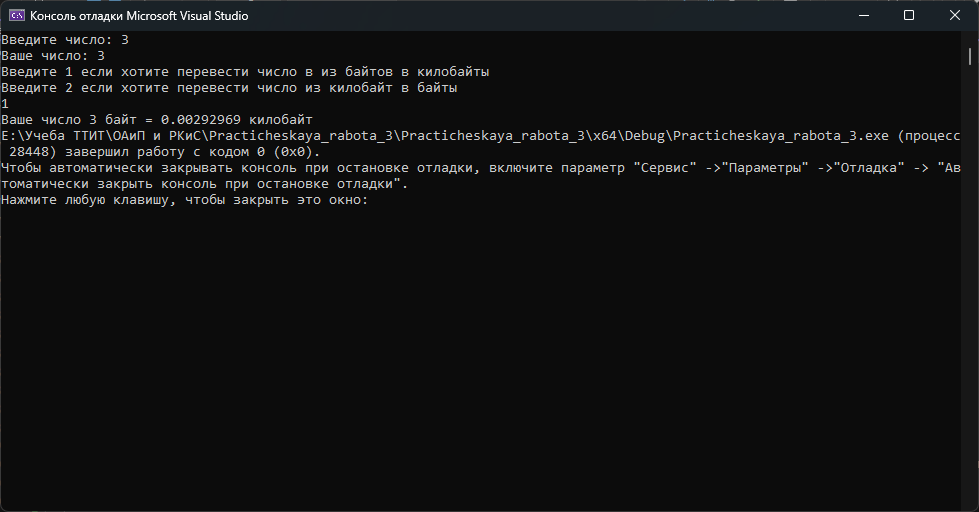 Консоль отладки Microsoft Visual Studio
Введите число: 3
Ваше число: 3
Введите 1 если хотите перевести число в из байтов в килобайты
Введите 2 если хотите перевести число из килобайт в байты
1
Ваше число 3 байт = 0.00292969 килобайт
E:\Учеба ТТИТ\ОАиП и РКиС\Practicheskaya_rabota_3\Practicheskaya_rabota_3\x64\Debug\Practicheskaya_rabota_3.exe (процесс
28448) завершил работу с кодом 0 (0x0).
Чтобы автоматически закрывать консоль при остановке отладки, включите параметр "Сервис" ->"Параметры" ->"Отладка" -> "Ав
томатически закрыть консоль при остановке отладки".
Нажмите любую клавишу, чтобы закрыть это окно: